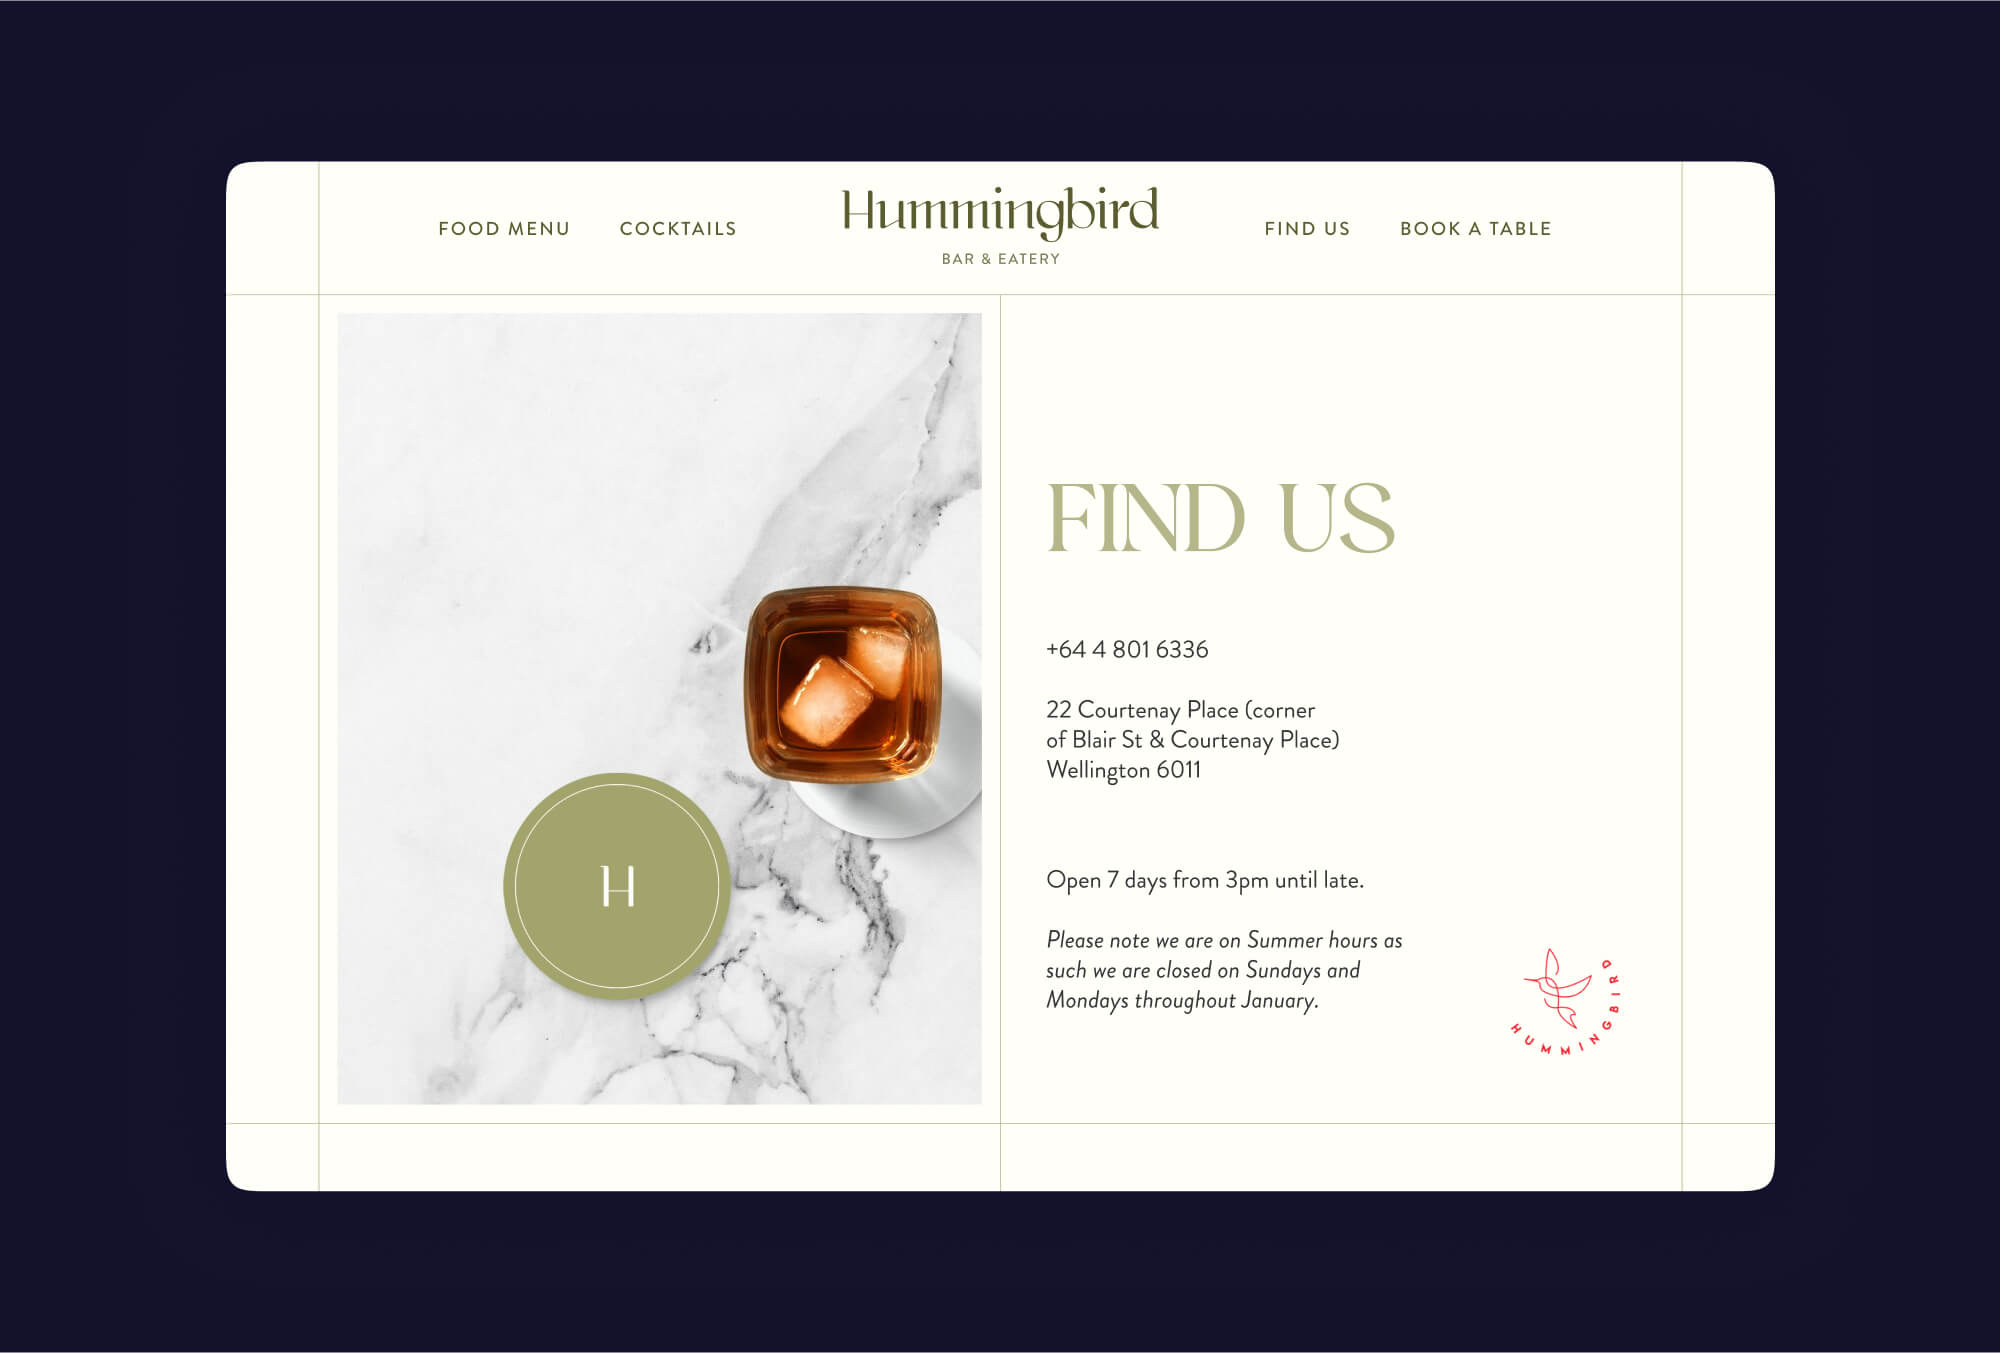 FOOD MENU
COCKTAILS
Hummingbird
BAR & EATERY
FIND US
BOOK A TABLE
H
FIND US
+64 4 801 6336
22 Courtenay Place (corner
of Blair St & Courtenay Place)
Wellington 6011
Open 7 days from 3pm until late.
Please note we are on Summer hours as
such we are closed on Sundays and
Mondays throughout January.
HUMMINGBIRD